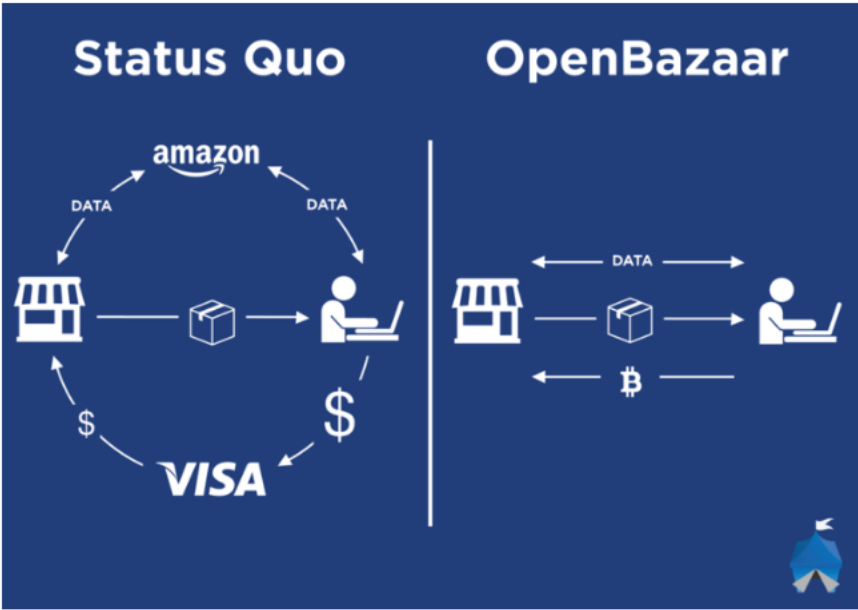 Status Quo
OpenBazaar
amazon
DATA
DATA
DATA
$
$
₿
VISA